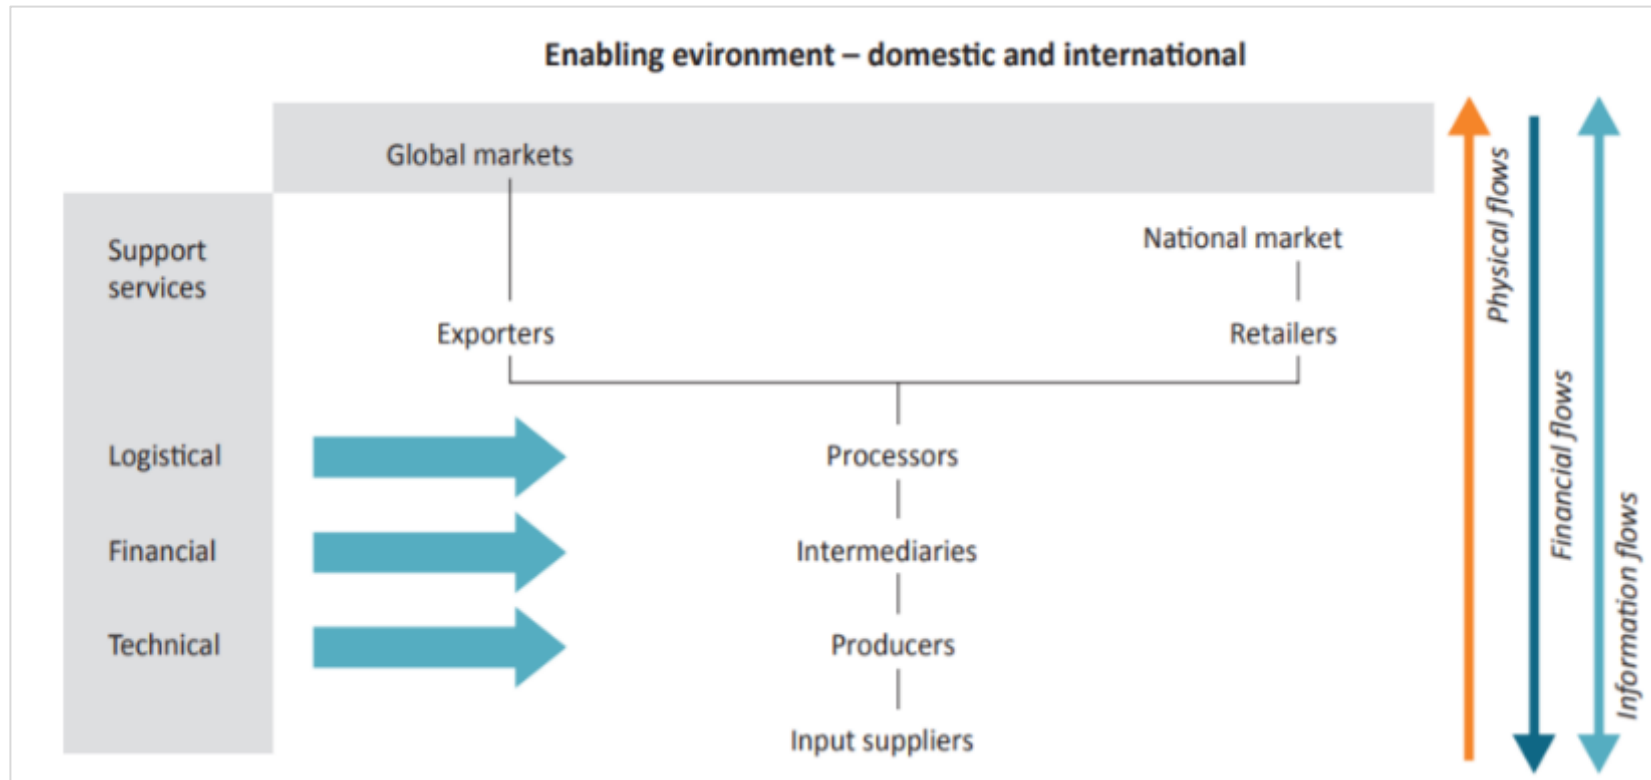 Enabling evironment – domestic and international
Global markets
Support
services
National market
Exporters
Retailers
Logistical
Processors
Financial
Intermediaries
Technical
Producers
Input suppliers
Physical flows
Financial flows
Information flows